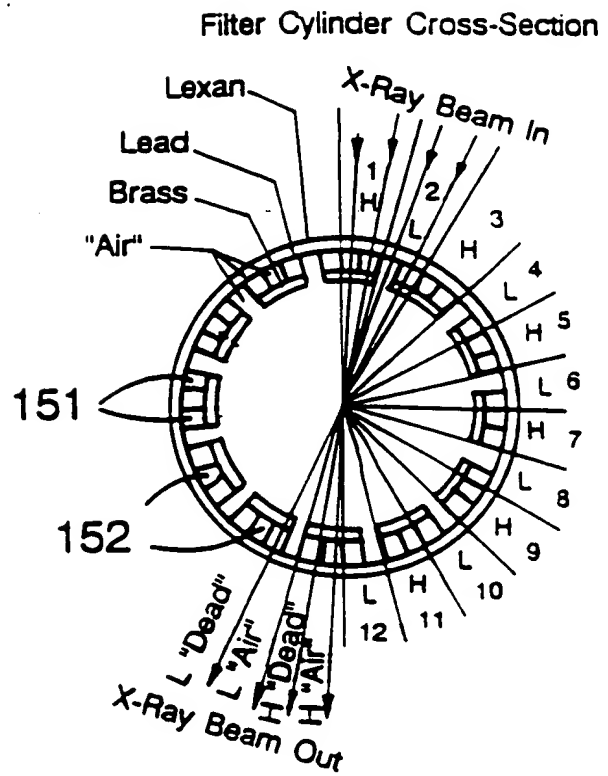 Filter Cylinder Cross-Section
Lexan
X-Ray Beam In
Lead
Brass
"Air"
1
H
2
L
3
H
4
L
5
H
6
L
7
H
8
L
9
H
10
L
11
H
12
L
151
152
L "Dead"
L "Air"
H "Dead"
H "Air"
X-Ray Beam Out